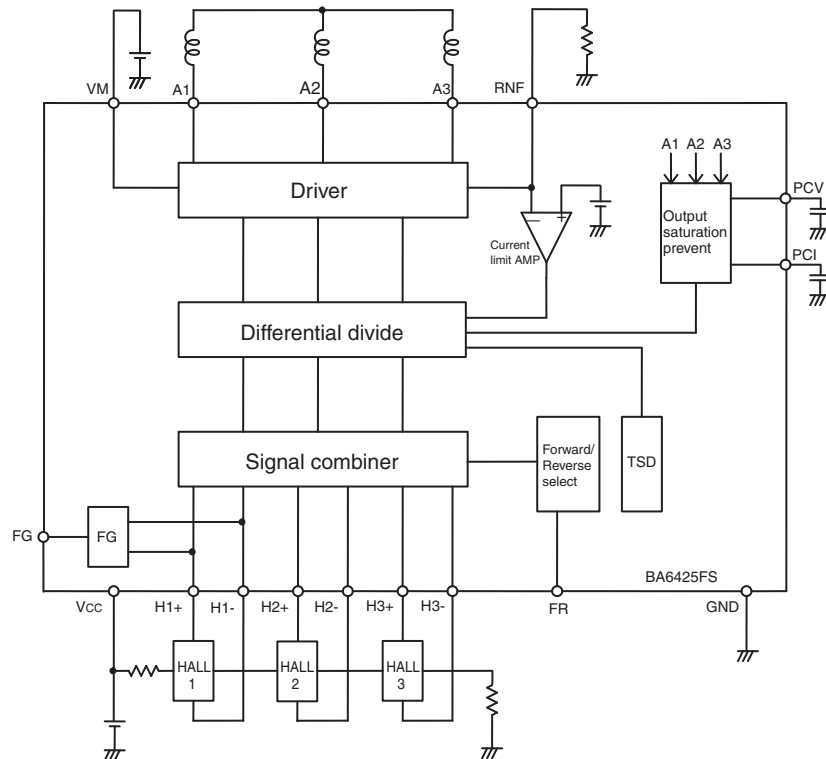 VM
A1
A2
A3
RNF
A1 A2 A3
Driver
PCV
Output
saturation
prevent
− +
Current
limit AMP
PCI
Differential divide
Signal combiner
Forward/
Reverse
select
TSD
FG
FG
BA6425FS
VCC
H1+
H1-
H2+
H2-
H3+
H3-
FR
GND
HALL
1
HALL
2
HALL
3